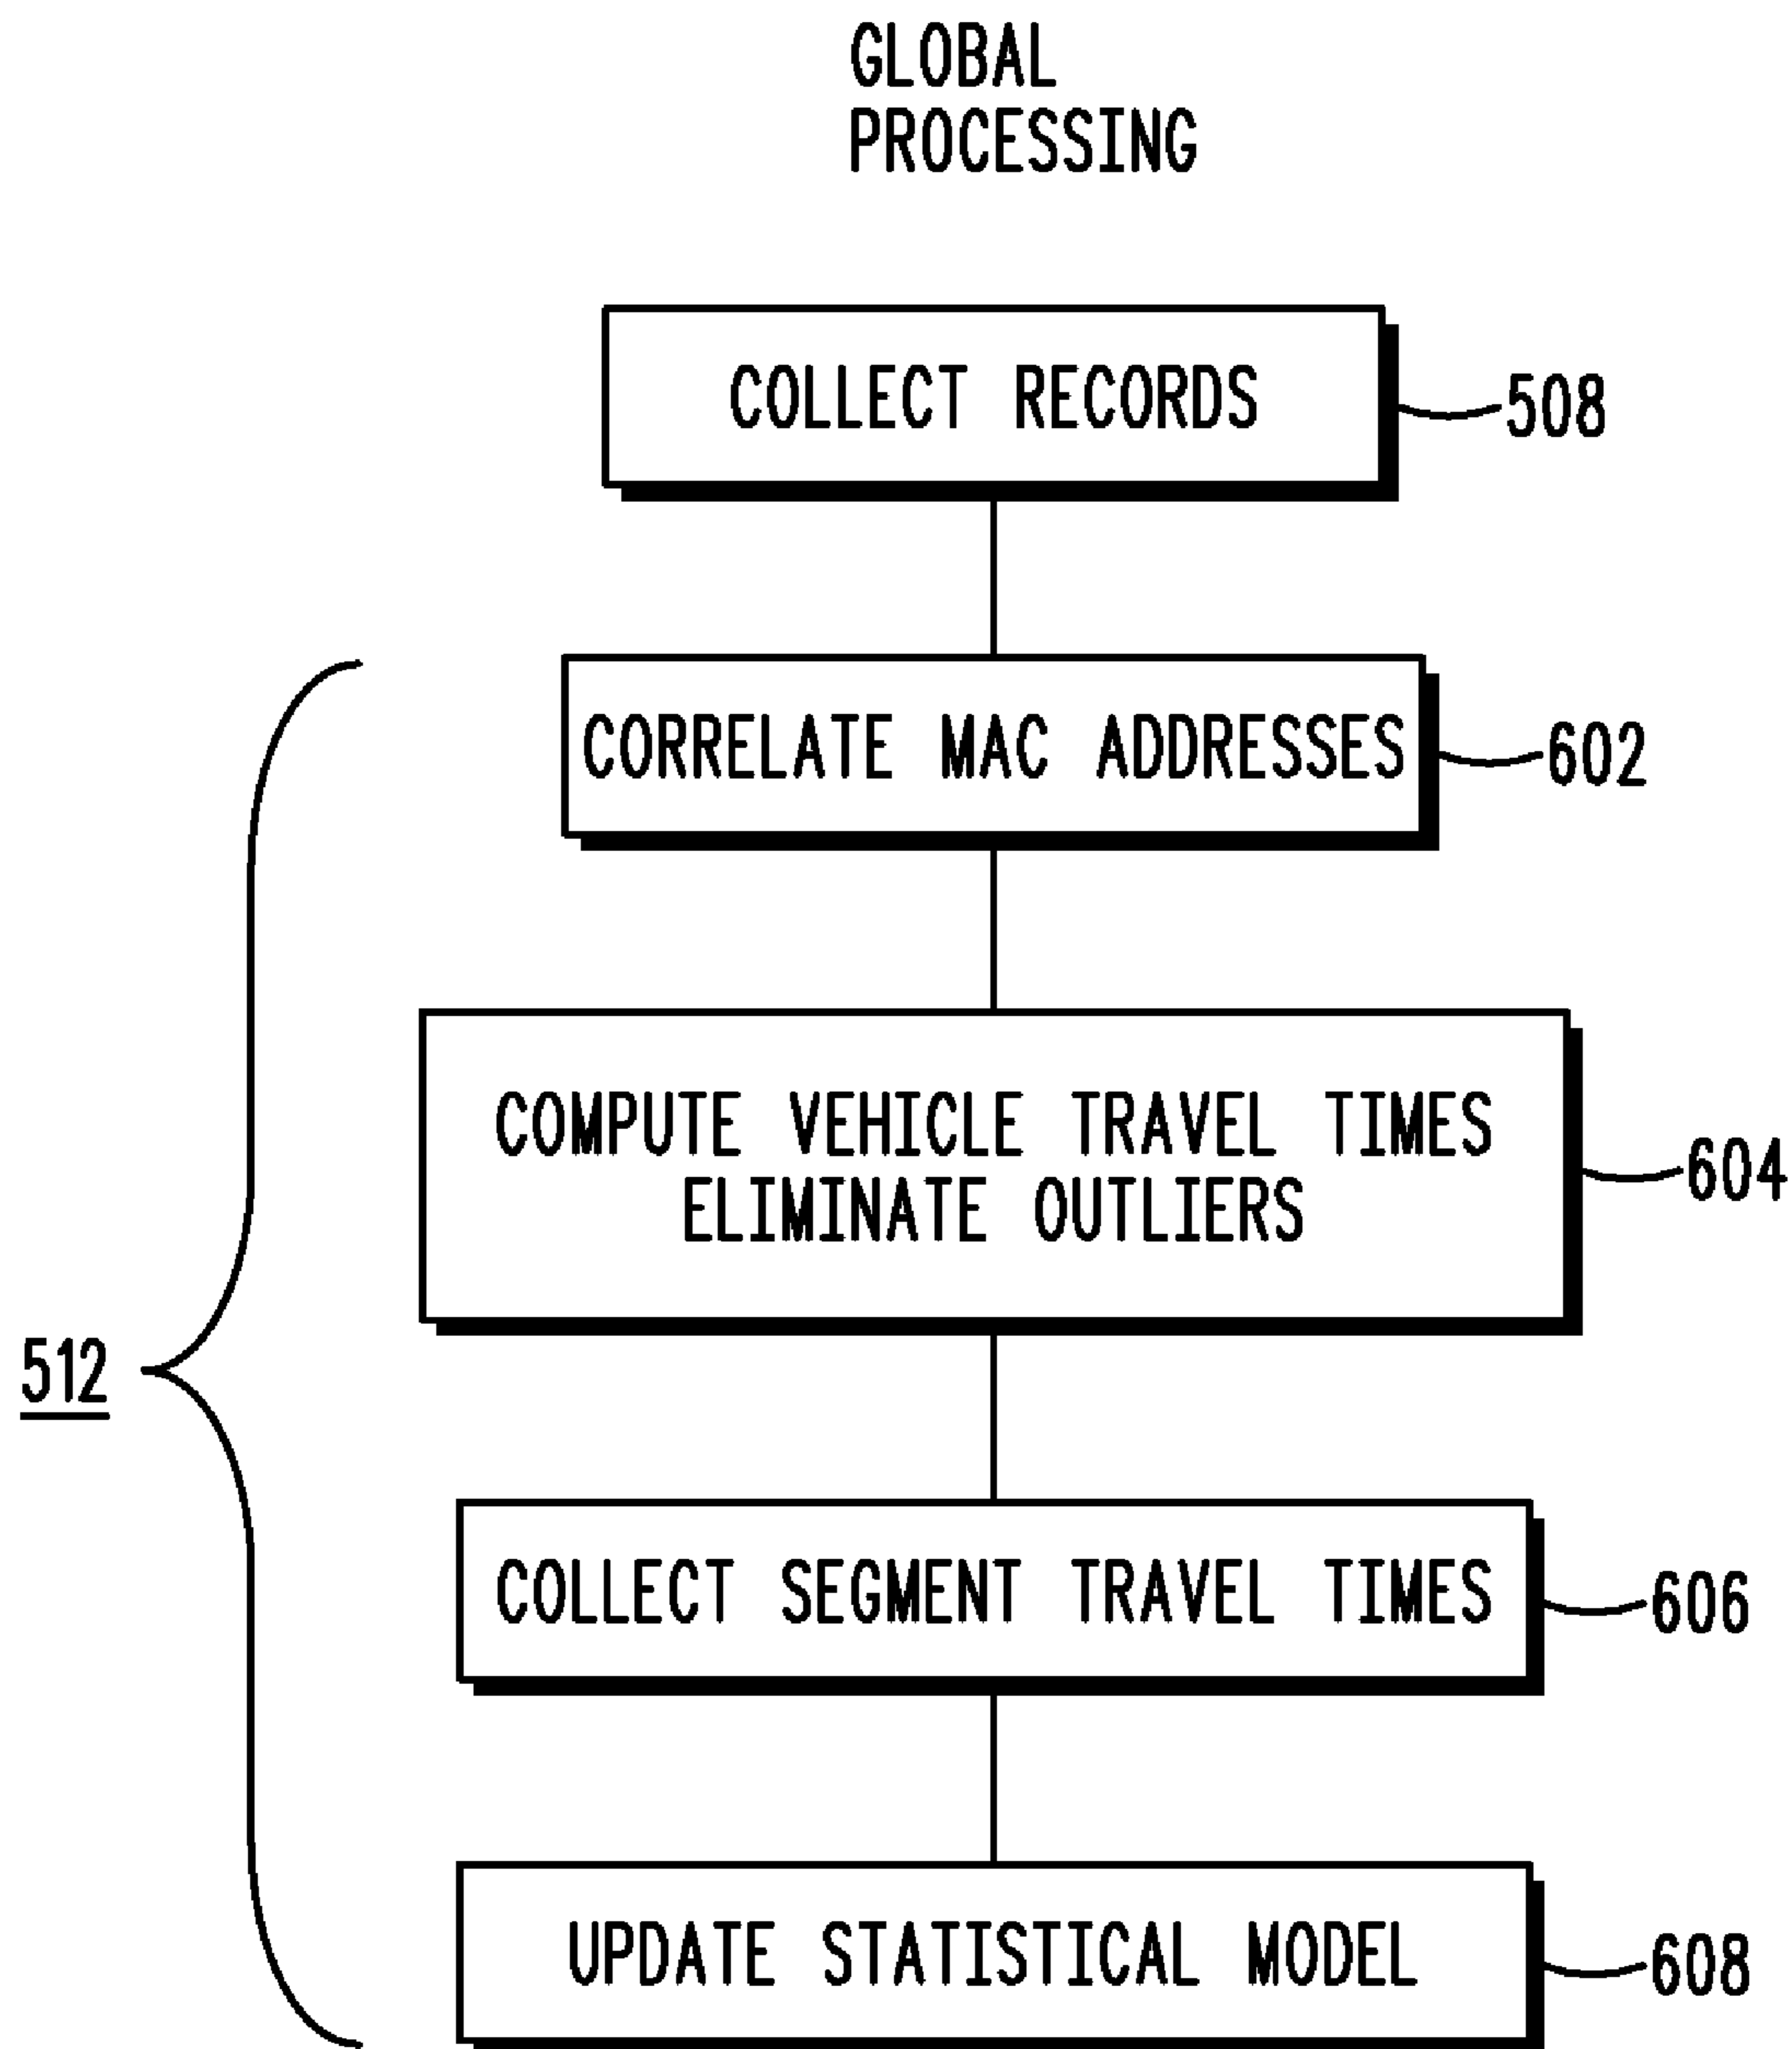 GLOBAL
PROCESSING
COLLECT RECORDS
508
CORRELATE MAC ADDRESSES
602
COMPUTE VEHICLE TRAVEL TIMES
ELIMINATE OUTLIERS
604
512
COLLECT SEGMENT TRAVEL TIMES
606
UPDATE STATISTICAL MODEL
608